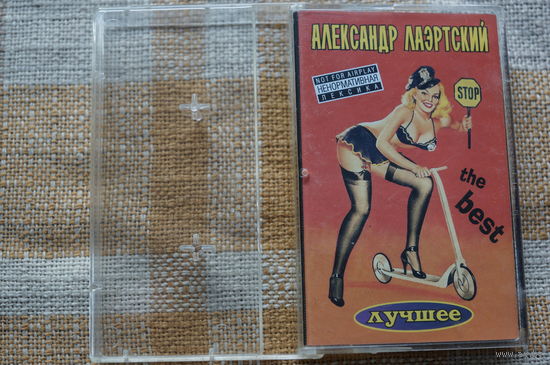 АЛЕКСАНДР ЛАЭРТСКИЙ
NOT FOR AIRPLAY
НЕНОРМАТИВНАЯ
ЛЕКСИКА
STOP
the
best
лучшее